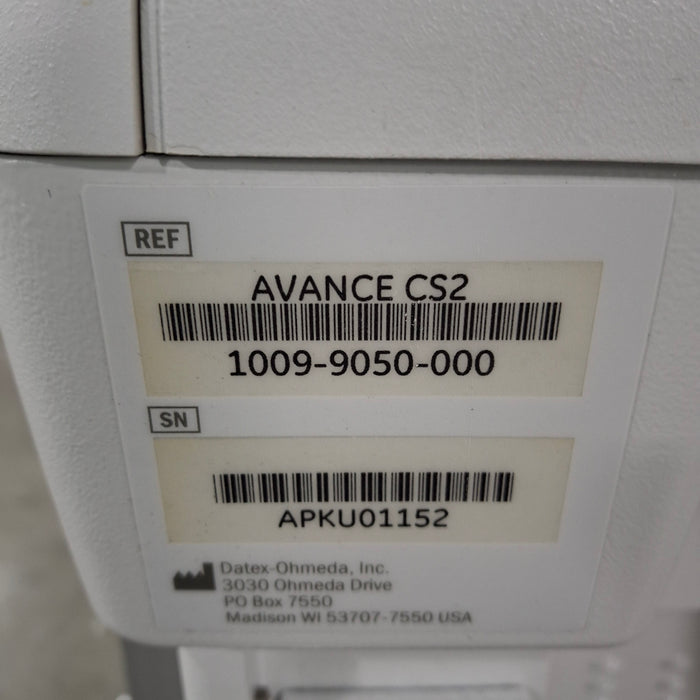 REF
AVANCE CS2
1009-9050-000
SN
APKU01152
Datex-Ohmeda, Inc.
3030 Ohmeda Drive
PO Box 7550
Madison WI 53707-7550 USA